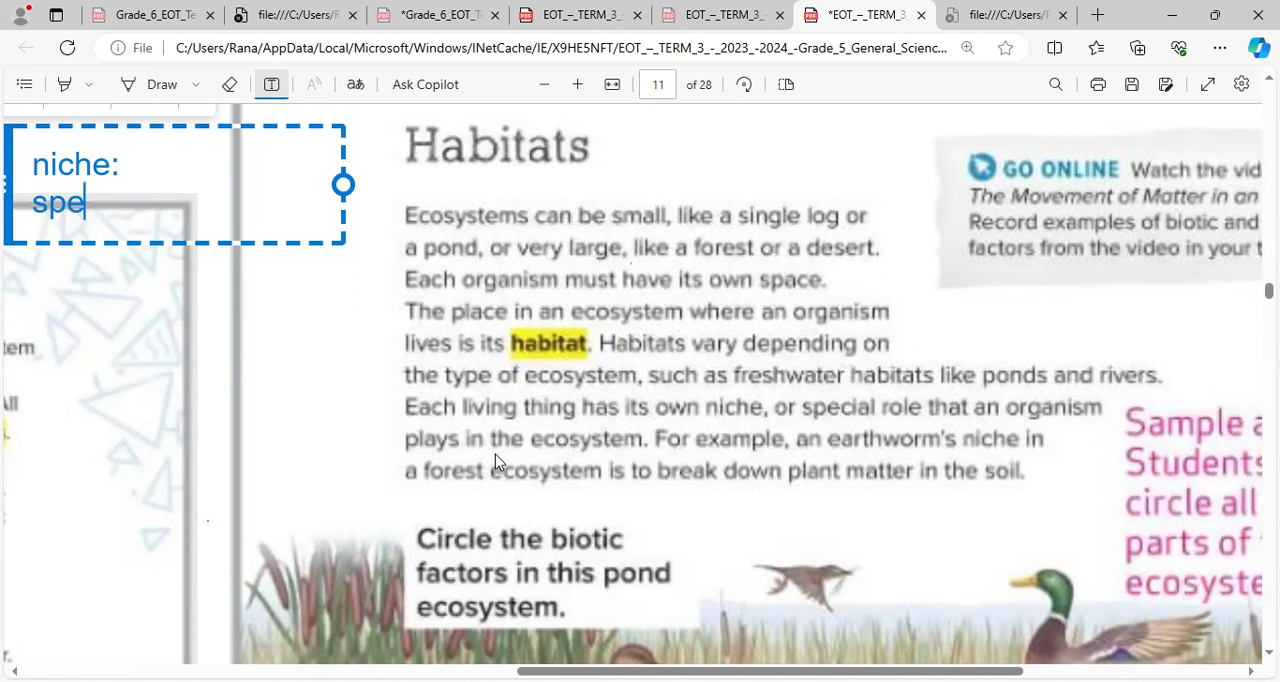 Grade_6_EOT_Te
file:///C:/Users/F
*Grade_6_EOT_T
EOT_–_TERM_3_
EOT_–_TERM_3_
*EOT_–_TERM_3_
file:///C:/Users/F
File
C:/Users/Rana/AppData/Local/Microsoft/Windows/INetCache/IE/X9HE5NFT/EOT_–_TERM_3_-_2023_-2024_-Grade_5_General_Scienc...
Draw
aあ
Ask Copilot
11 of 28
niche:
spe
Habitats
GO ONLINE Watch the vid
The Movement of Matter in an
Record examples of biotic and
factors from the video in your t
Ecosystems can be small, like a single log or
a pond, or very large, like a forest or a desert.
Each organism must have its own space.
The place in an ecosystem where an organism
lives is its habitat. Habitats vary depending on
the type of ecosystem, such as freshwater habitats like ponds and rivers.
Each living thing has its own niche, or special role that an organism
plays in the ecosystem. For example, an earthworm's niche in
a forest ecosystem is to break down plant matter in the soil.
tem
Sample a
Students
circle all
parts of
ecosyste
Circle the biotic
factors in this pond
ecosystem.